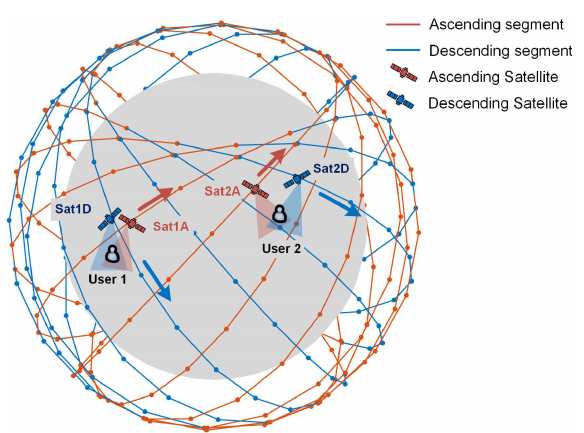 Ascending segment
Descending segment
Ascending Satellite
Descending Satellite
Sat2D
Sat2A
Sat1D
Sat1A
User 2
User 1